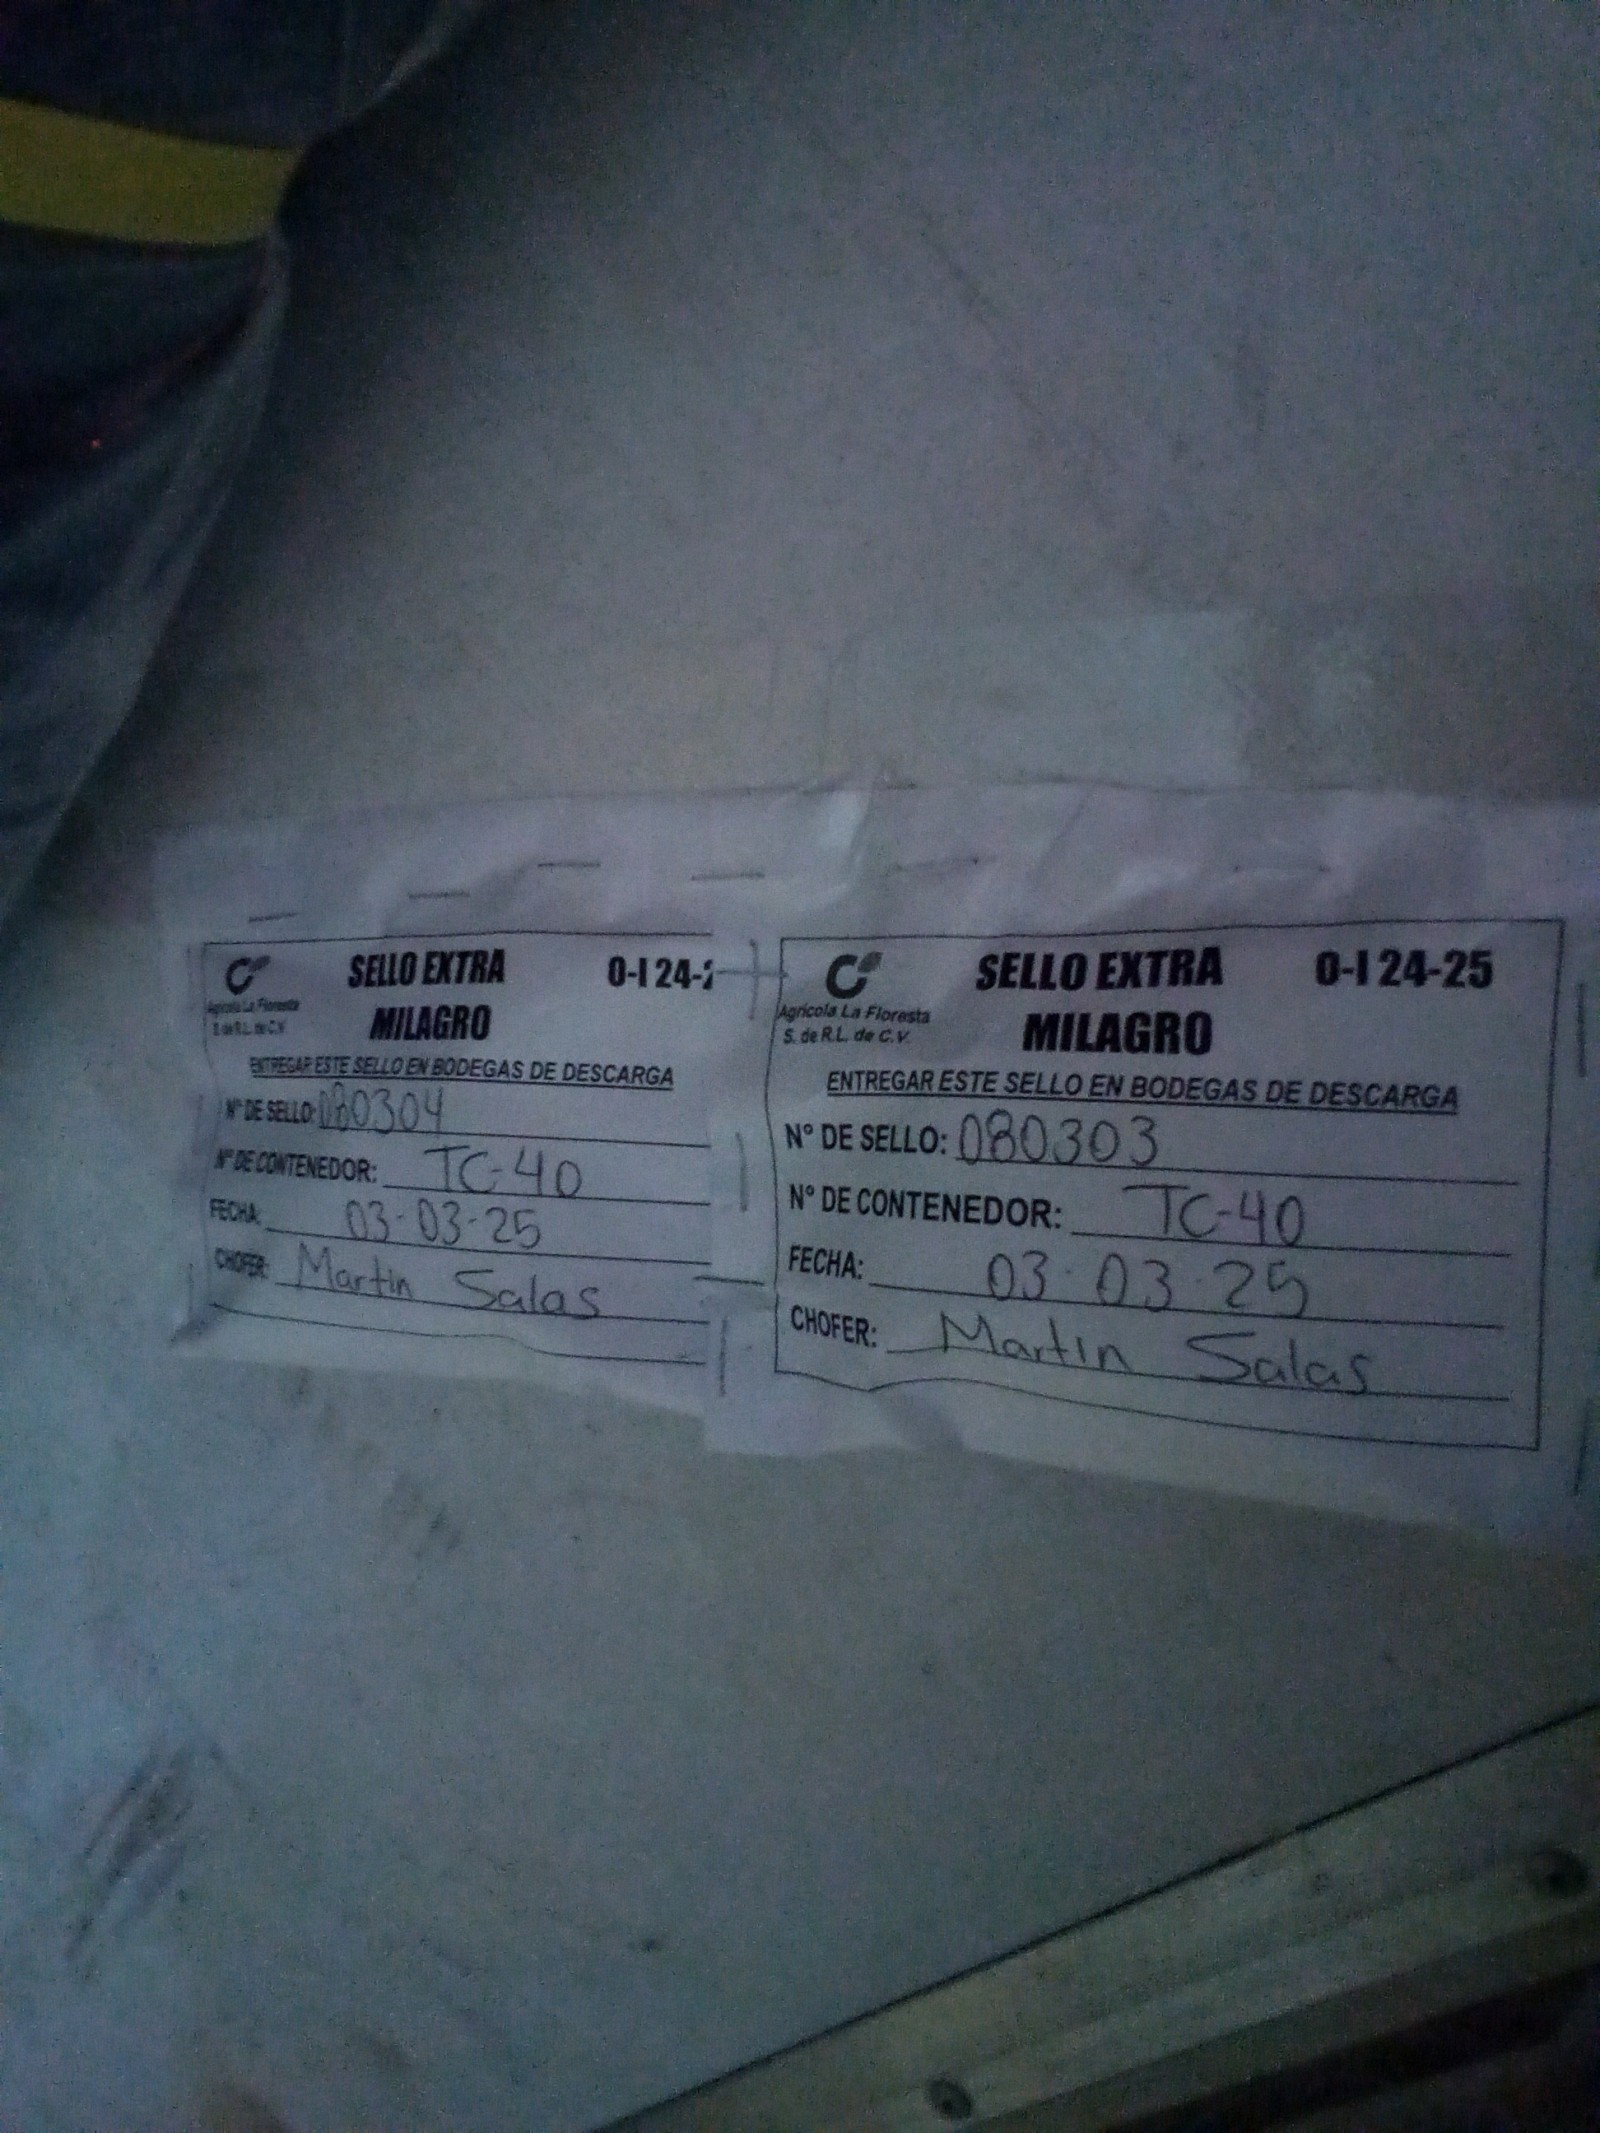 SELLO EXTRA 0-I 24-2
Agrícola La Floresta
S. de R.L. de C.V.
MILAGRO
ENTREGAR ESTE SELLO EN BODEGAS DE DESCARGA
N° DE SELLO: 080304
N° DE CONTENEDOR: TC-40
FECHA: 03-03-25
CHOFER: Martin Salas
SELLO EXTRA 0-I 24-25
Agrícola La Floresta
S. de R.L. de C.V.
MILAGRO
ENTREGAR ESTE SELLO EN BODEGAS DE DESCARGA
N° DE SELLO: 080303
N° DE CONTENEDOR: TC-40
FECHA: 03-03-25
CHOFER: Martin Salas